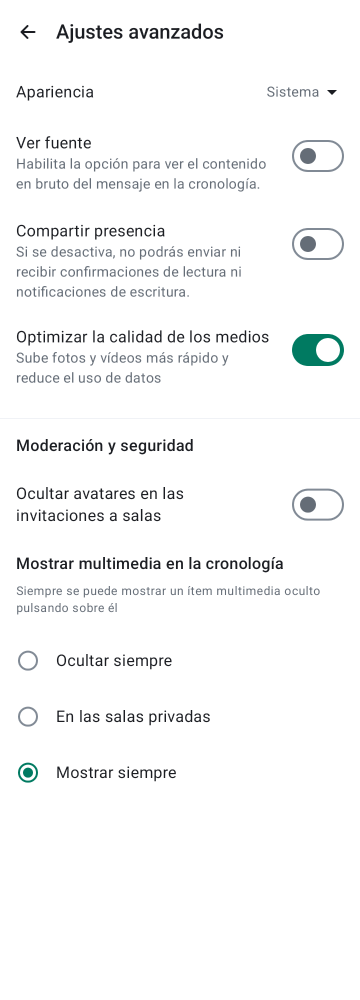 Ajustes avanzados
Apariencia
Sistema
Ver fuente
Habilita la opción para ver el contenido
en bruto del mensaje en la cronología.
Compartir presencia
Si se desactiva, no podrás enviar ni
recibir confirmaciones de lectura ni
notificaciones de escritura.
Optimizar la calidad de los medios
Sube fotos y vídeos más rápido y
reduce el uso de datos
Moderación y seguridad
Ocultar avatares en las
invitaciones a salas
Mostrar multimedia en la cronología
Siempre se puede mostrar un ítem multimedia oculto
pulsando sobre él
Ocultar siempre
En las salas privadas
Mostrar siempre